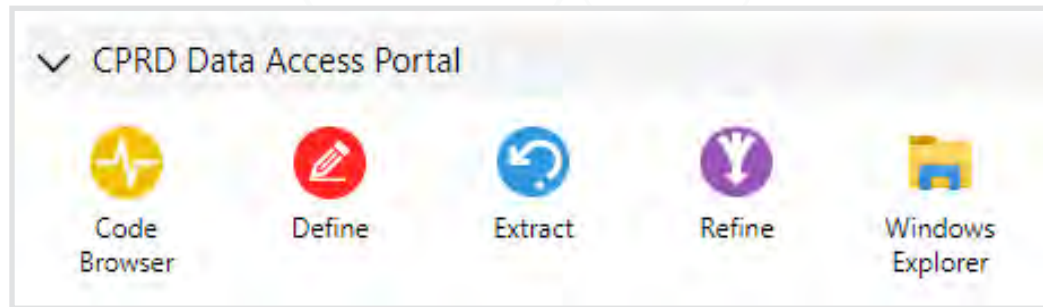 CPRD Data Access Portal
Code Browser
Define
Extract
Refine
Windows Explorer